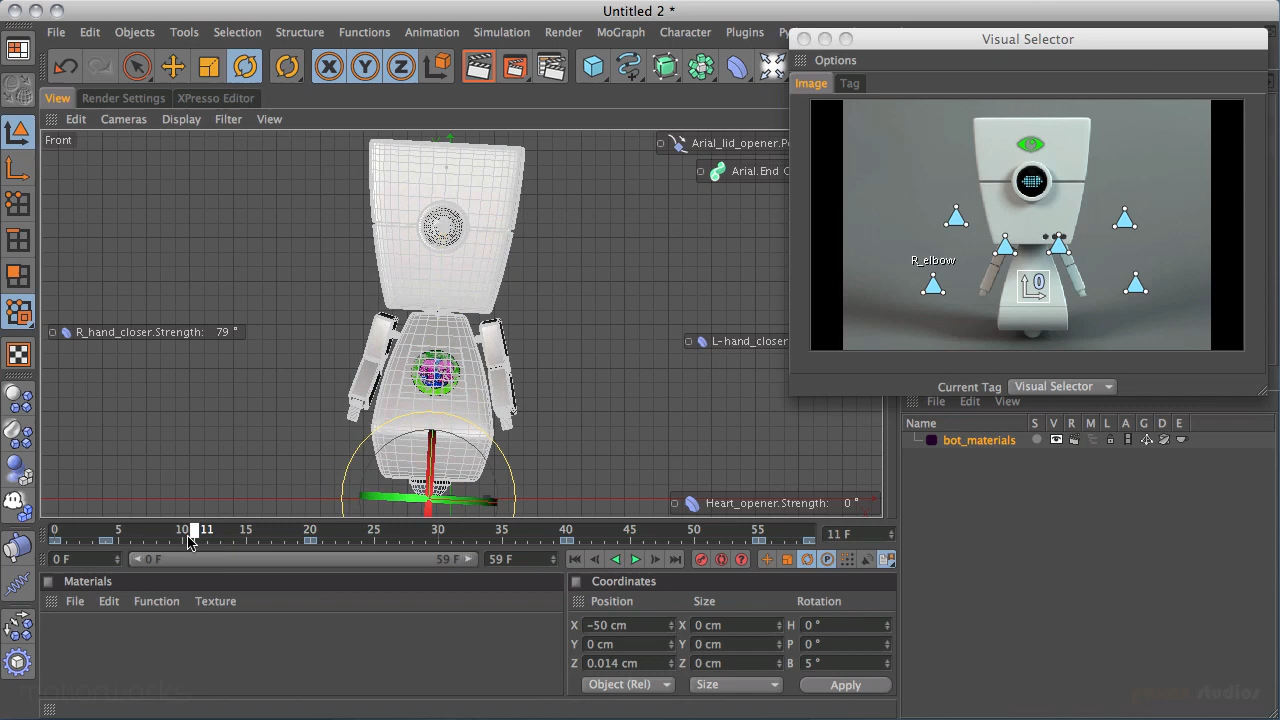 Untitled 2 *
File Edit Objects Tools Selection Structure Functions Animation Simulation Render MoGraph Character Plugins
Visual Selector
Options
Image Tag
R_elbow
0
Current Tag Visual Selector
X Y Z
View Render Settings XPresso Editor
Edit Cameras Display Filter View
Front
Arial_lid_opener.
Arial.End
R_hand_closer.Strength: 79 °
L-hand_closer
Heart_opener.Strength: 0 °
File Edit View
Name S V R M L A G D E
bot_materials
0 5 10 11 15 20 25 30 35 40 45 50 55
11 F
0 F 0 F 59 F 59 F
P
Materials
File Edit Function Texture
Coordinates
Position Size Rotation
X -50 cm X 0 cm H 0 °
Y 0 cm Y 0 cm P 0 °
Z 0.014 cm Z 0 cm B 5 °
Object (Rel) Size Apply
studios